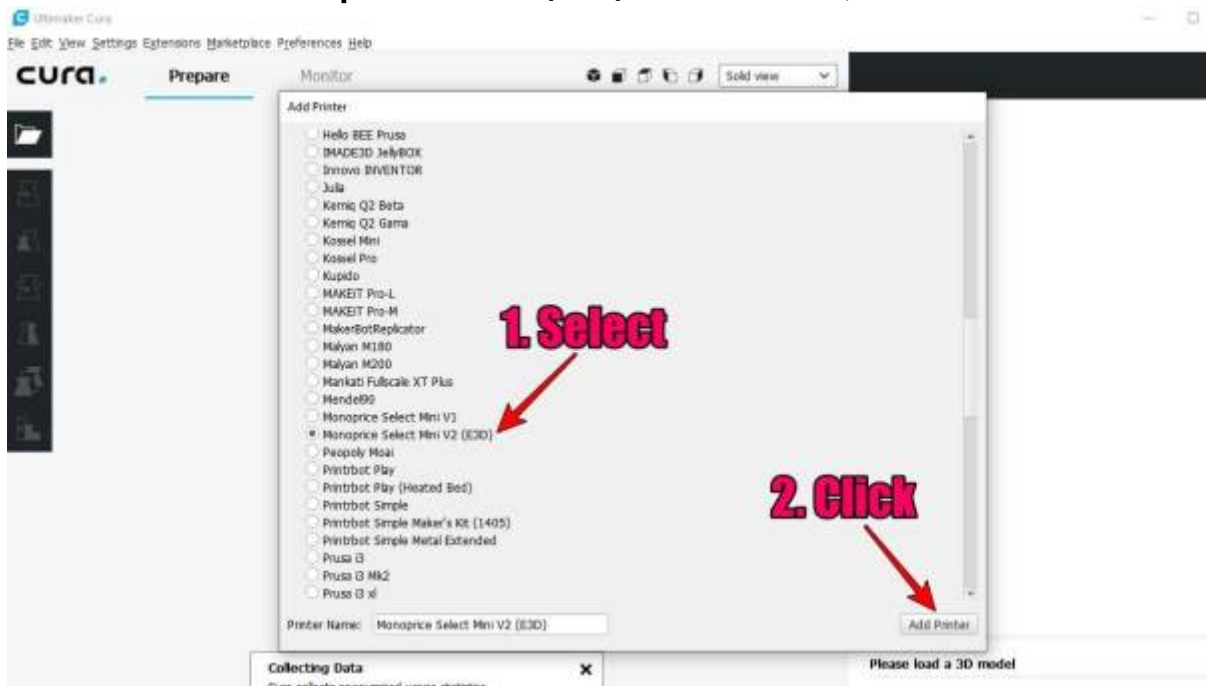 Ultimaker Cura
File Edit View Settings Extensions Marketplace Preferences Help
cura. Prepare Monitor Solid view
Add Printer
Hello BEE Prusa
IMADE3D JellyBOX
Innovo INVENTOR
Julia
Kemiq Q2 Beta
Kemiq Q2 Gama
Kossel Mini
Kossel Pro
Kupido
MAKEiT Pro-L
MAKEiT Pro-M
MakerBotReplicator
Malyan M180
Malyan M200
Mankati Fullscale XT Plus
Mendel90
Monoprice Select Mini V1
Monoprice Select Mini V2 (E3D)
Peopoly Moai
Printrbot Play
Printrbot Play (Heated Bed)
Printrbot Simple
Printrbot Simple Maker's Kit (1405)
Printrbot Simple Metal Extended
Prusa i3
Prusa i3 Mk2
Prusa i3 xl
1. Select
2. Click
Printer Name: Monoprice Select Mini V2 (E3D) Add Printer
Collecting Data
Please load a 3D model